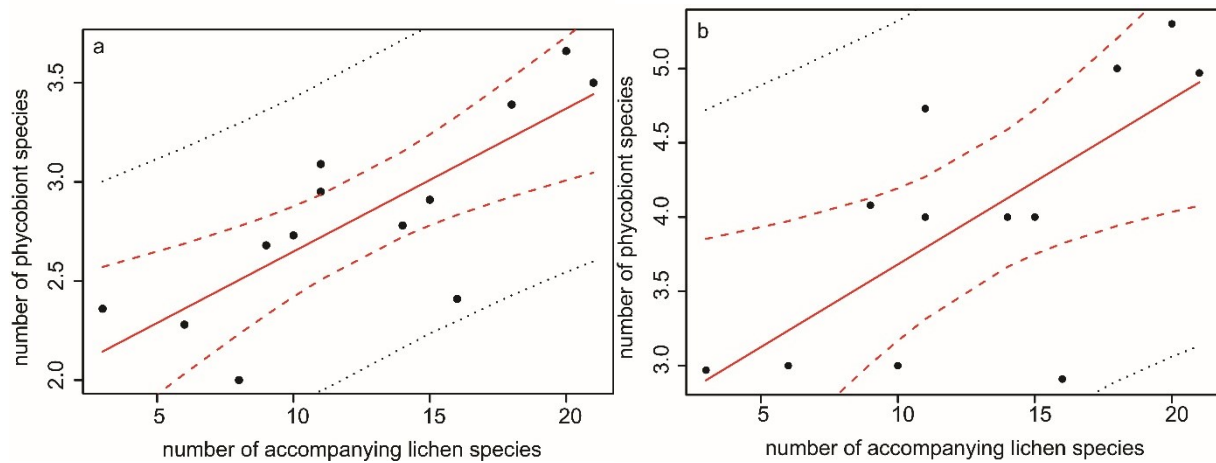 a
number of phycobiont species
3.5
3.0
2.5
2.0
5 10 15 20
number of accompanying lichen species
b
number of phycobiont species
5.0
4.5
4.0
3.5
3.0
5 10 15 20
number of accompanying lichen species